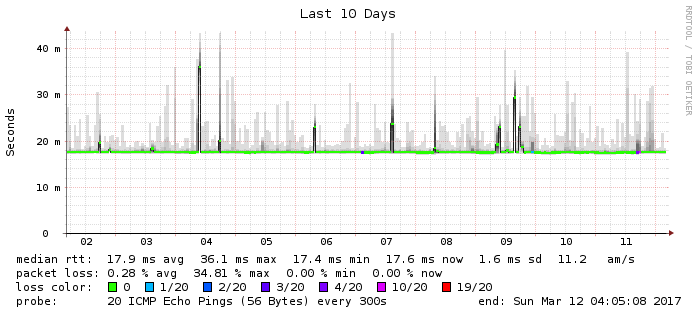 Last 10 Days
RRDTOOL / TOBI OETIKER
Seconds
40 m
30 m
20 m
10 m
0
02 03 04 05 06 07 08 09 10 11
median rtt: 17.9 ms avg 36.1 ms max 17.4 ms min 17.6 ms now 1.6 ms sd 11.2 am/s
packet loss: 0.28 % avg 34.81 % max 0.00 % min 0.00 % now
loss color: 0 1/20 2/20 3/20 4/20 10/20 19/20
probe: 20 ICMP Echo Pings (56 Bytes) every 300s end: Sun Mar 12 04:05:08 2017